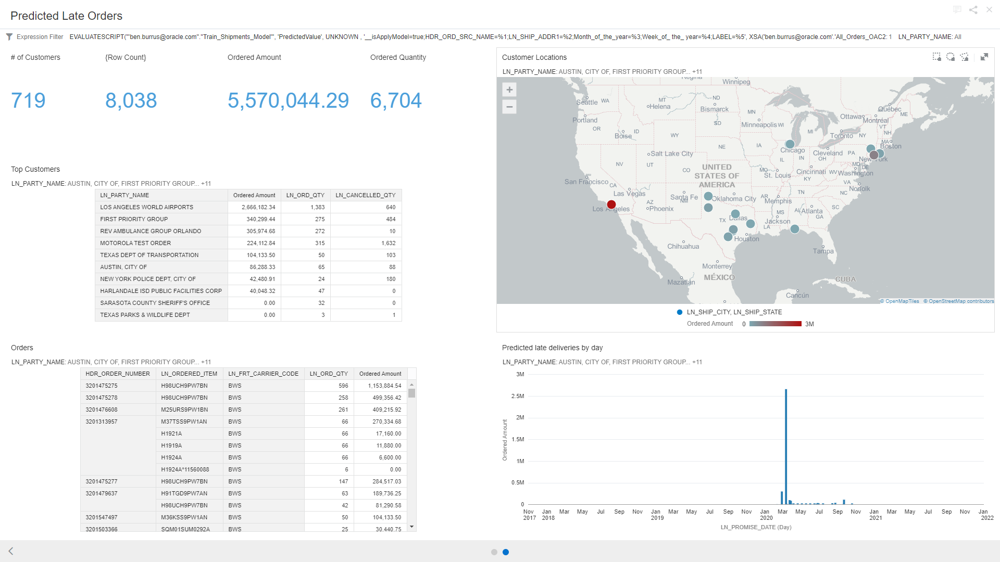 Predicted Late Orders
Expression Filter EVALUATESCRIPT('"ben.burrus@oracle.com"."Train_Shipments_Model"', 'PredictedValue', UNKNOWN , '__isApplyModel=true;HDR_ORD_SRC_NAME=%1;LN_SHIP_ADDR1=%2;Month_of_the_year=%3;Week_of_ the_ year=%4;LABEL=%5', XSA('ben.burrus@oracle.com'.'All_Orders_OAC2: 1 LN_PARTY_NAME: All
# of Customers {Row Count} Ordered Amount Ordered Quantity
719 8,038 5,570,044.29 6,704
Top Customers
LN_PARTY_NAME: AUSTIN, CITY OF, FIRST PRIORITY GROUP... +11
LN_PARTY_NAME Ordered Amount LN_ORD_QTY LN_CANCELLED_QTY
LOS ANGELES WORLD AIRPORTS 2,666,182.34 1,383 640
FIRST PRIORITY GROUP 340,299.44 275 484
REV AMBULANCE GROUP ORLANDO 305,974.68 272 10
MOTOROLA TEST ORDER 224,112.84 315 1,632
TEXAS DEPT OF TRANSPORTATION 104,133.50 50 103
AUSTIN, CITY OF 86,288.33 65 88
NEW YORK POLICE DEPT, CITY OF 42,480.91 24 180
HARLANDALE ISD PUBLIC FACILITIES CORP 40,048.32 47 0
SARASOTA COUNTY SHERIFF'S OFFICE 0.00 32 0
TEXAS PARKS & WILDLIFE DEPT 0.00 3 1
Orders
LN_PARTY_NAME: AUSTIN, CITY OF, FIRST PRIORITY GROUP... +11
HDR_ORDER_NUMBER LN_ORDERED_ITEM LN_FRT_CARRIER_CODE LN_ORD_QTY Ordered Amount
3201475275 H98UCH9PW7BN BWS 596 1,153,884.54
3201475278 H98UCH9PW7BN BWS 258 499,356.42
3201476608 M25URS9PW1BN BWS 261 409,215.92
3201313957 M37TSS9PW1AN BWS 66 270,334.68
H1921A BWS 66 17,160.00
H1919A BWS 66 11,880.00
H1924A BWS 66 6,600.00
H1924A*11560088 BWS 6 0.00
3201475277 H98UCH9PW7BN BWS 147 284,517.03
3201479637 H91TGD9PW7AN BWS 63 189,736.25
H98UCH9PW7BN BWS 42 81,290.58
3201547497 M36KSS9PW1AN BWS 50 104,133.50
3201503366 SQM01SUM0292A BWS 25 30,440.75
Customer Locations
LN_PARTY_NAME: AUSTIN, CITY OF, FIRST PRIORITY GROUP... +11
+
−
Regina Winnipeg
Seattle WA MT ND
Helena Bismarck
MN Québec ME
Portland Ottawa Montréal
OR SD Minneapolis WI VT
Boise ID WY MI Toronto NY NH
MA Boston
NE IA Chicago Cleveland PA
Salt Lake City IL IN OH New York
NV UT CO UNITED MO Cincinnati WV MD DE
STATES OF St. Louis KY Washington
San Francisco CA AMERICA VA Norfolk
Las Vegas Santa Fe Oklahoma City AR TN NC
AZ NM Memphis
Los Angeles Phoenix MS AL Atlanta SC
TX Dallas Jackson GA
LA
Houston
Chihuahua Tampa
Monterrey
MÉXICO
Mazatlán CUBA
Cancún
© OpenMapTiles © OpenStreetMap contributors
LN_SHIP_CITY, LN_SHIP_STATE
Ordered Amount 0 3M
Predicted late deliveries by day
LN_PARTY_NAME: AUSTIN, CITY OF, FIRST PRIORITY GROUP... +11
Ordered Amount
3M
2.5M
2M
1.5M
1M
0.5M
0
Nov Jan Mar May Jul Sep Nov Jan Mar May Jul Sep Nov Jan Mar May Jul Sep Nov Jan Mar May Jul Sep Nov Jan
2017 2018 2019 2020 2021 2022
LN_PROMISE_DATE (Day)